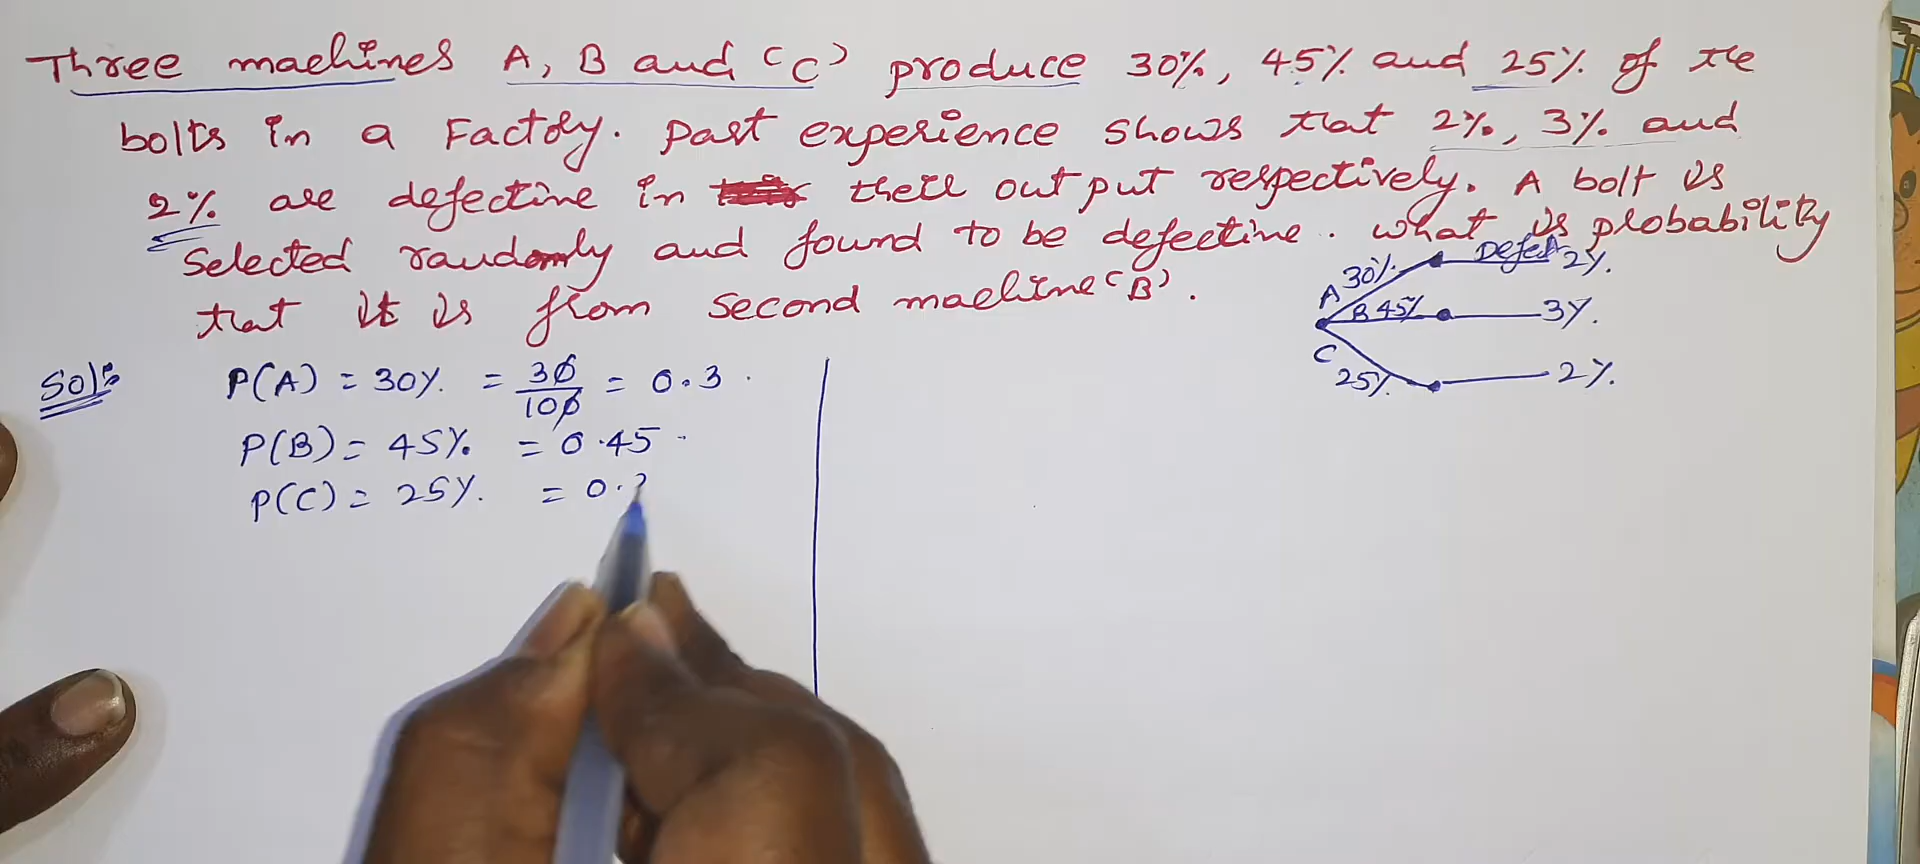 Three machines A, B and 'C' produce 30%, 45% and 25% of the
bolts in a Factory. Past experience shows that 2%, 3% and
2% are defective in their output respectively. A bolt is
selected randomly and found to be defective. What is probability
that it is from second machine 'B'.
A 30% Defect 2%.
B 45% 3%.
C 25% 2%.
Sol:
P(A) = 30%. = 30/100 = 0.3
P(B) = 45%. = 0.45
P(C) = 25%. = 0.2